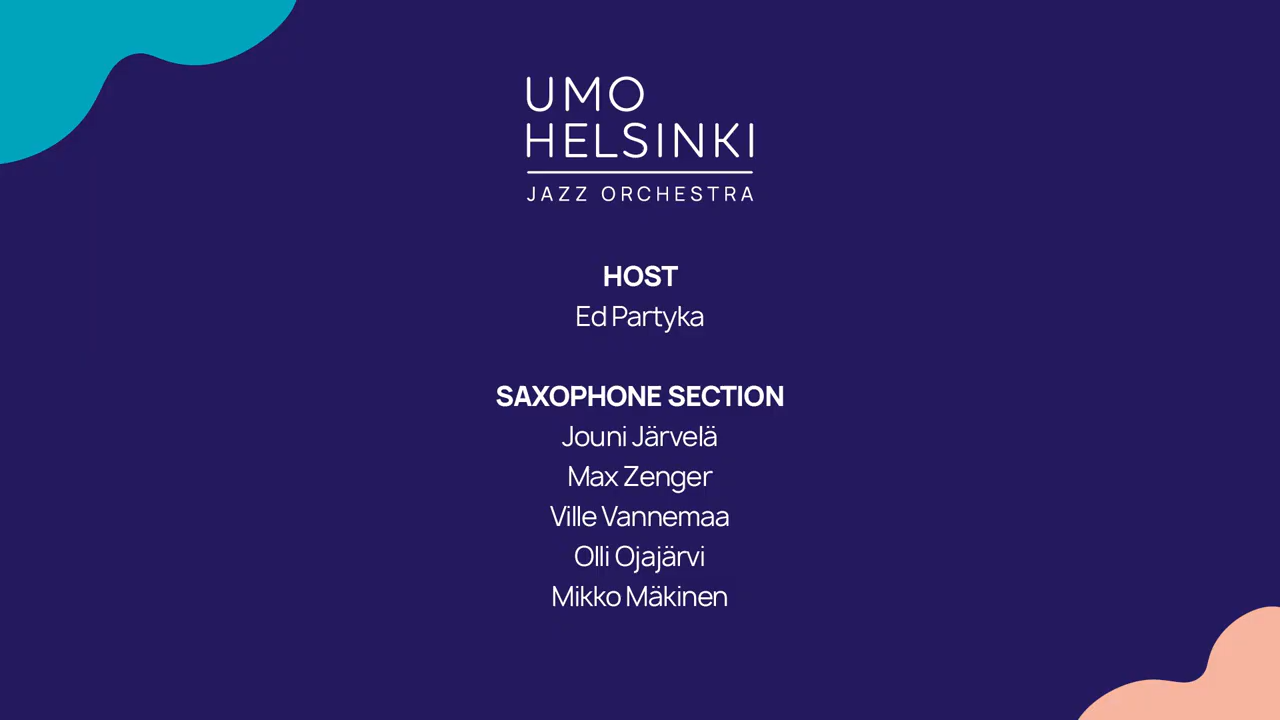 UMO
HELSINKI
JAZZ ORCHESTRA
HOST
Ed Partyka
SAXOPHONE SECTION
Jouni Järvelä
Max Zenger
Ville Vannemaa
Olli Ojajärvi
Mikko Mäkinen